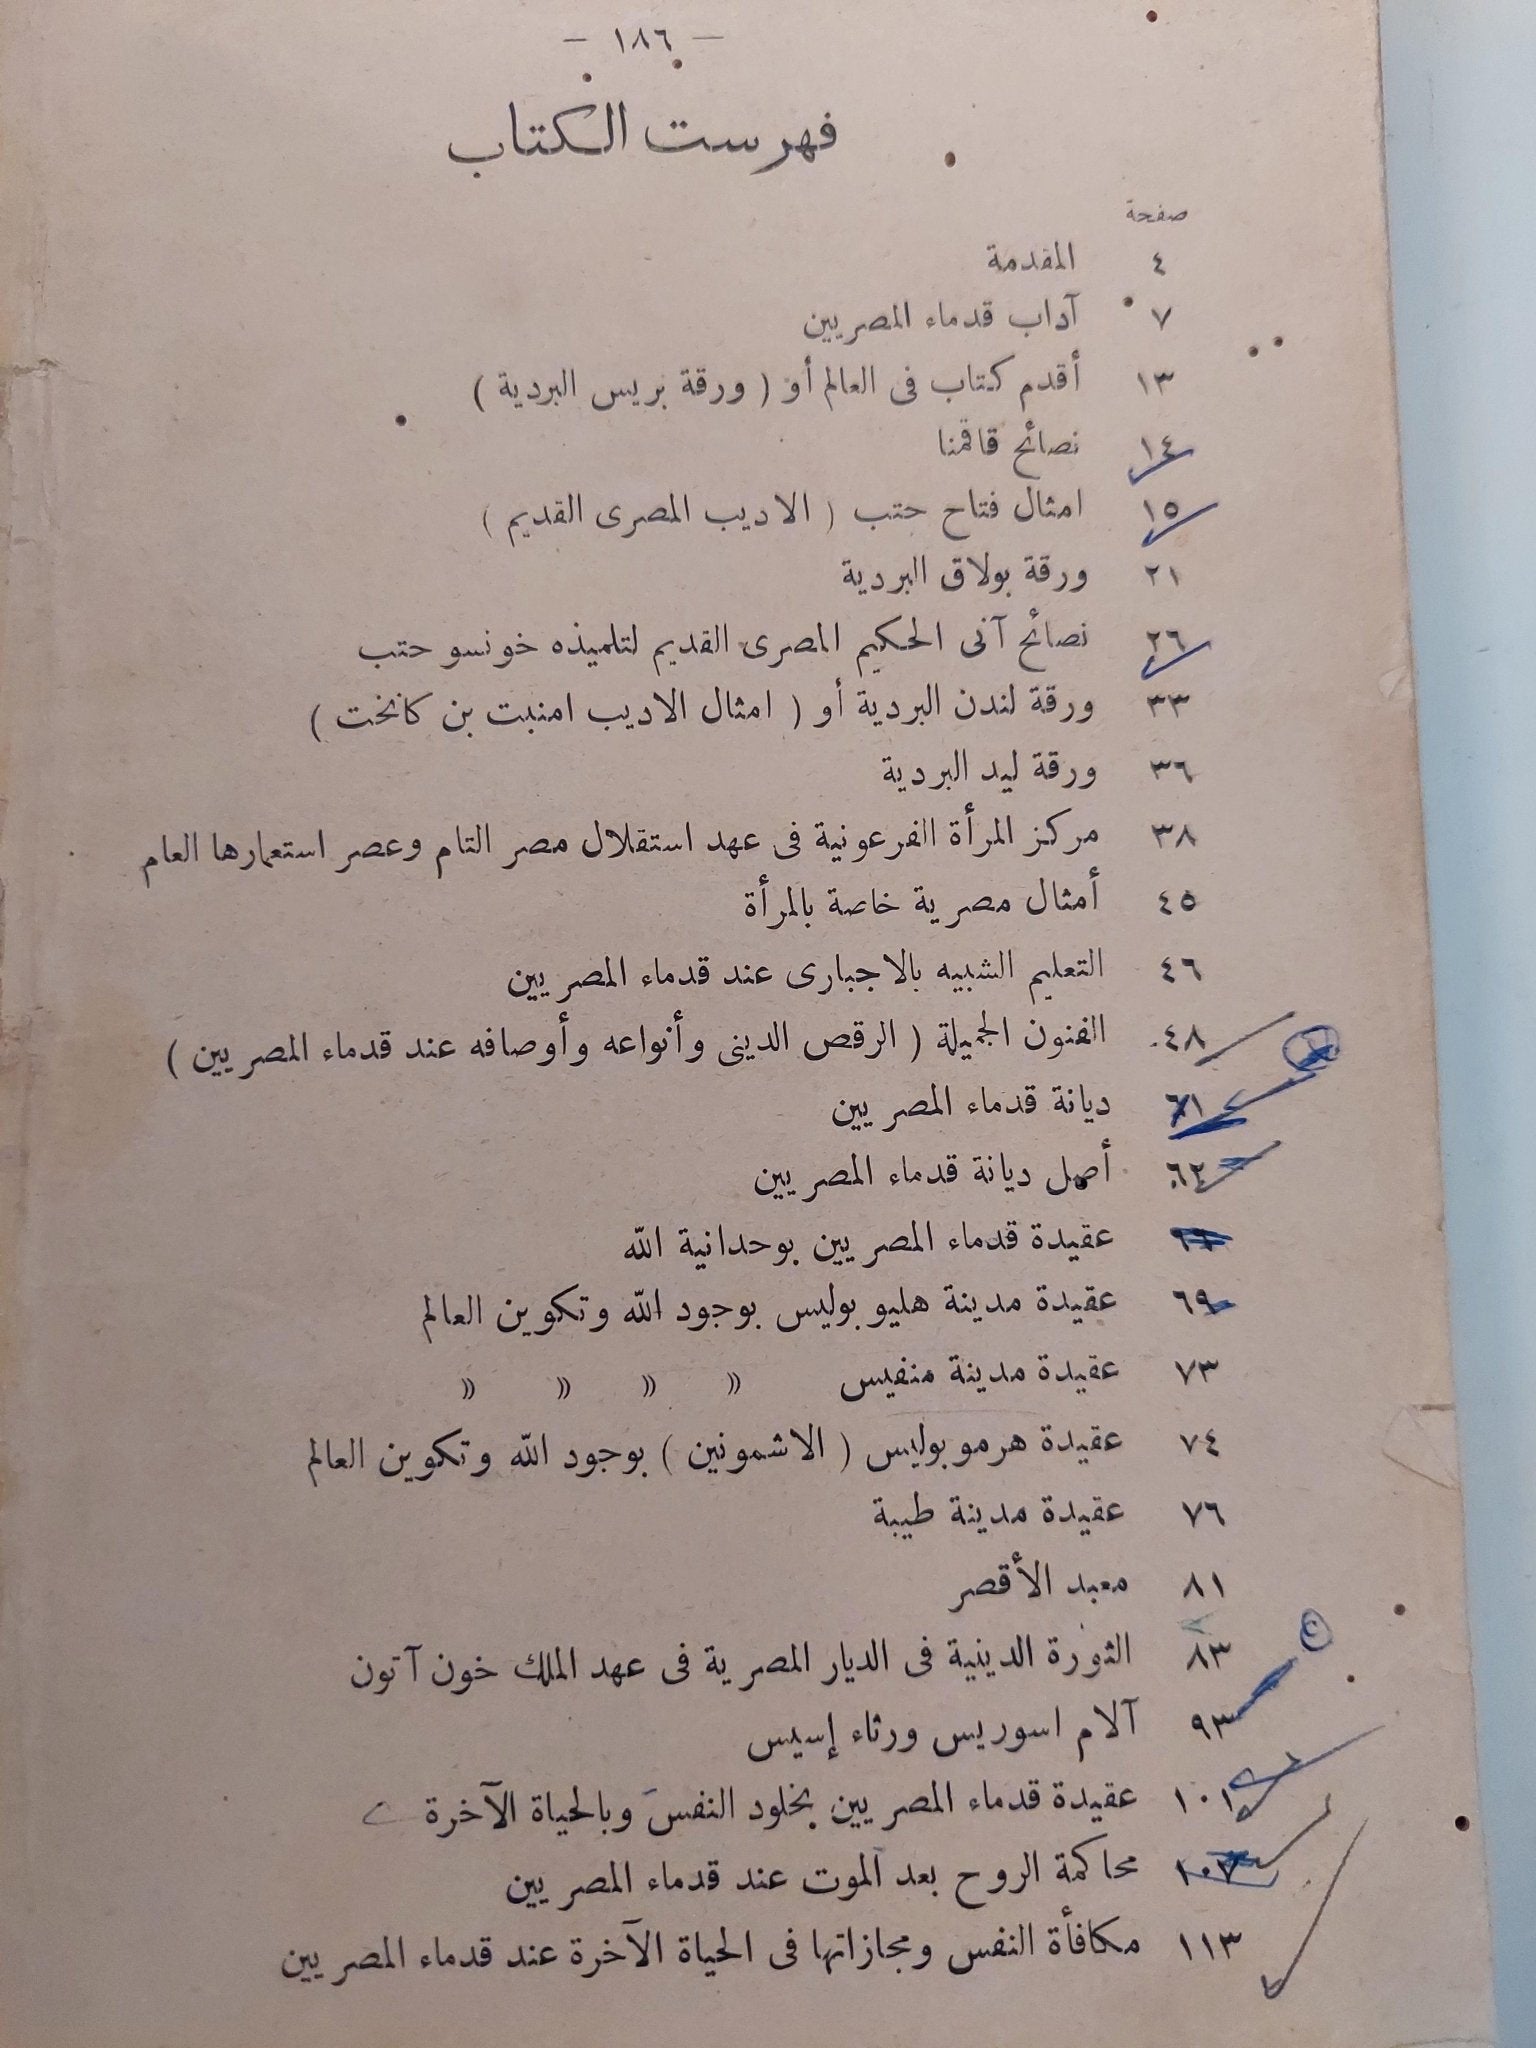 — ١٨٦ —
فهرست الكتاب
صفحة
٤ المقدمة
٧ آداب قدماء المصريين
١٣ أقدم كتاب فى العالم أو ( ورقة بريس البردية )
١٤ نصائح قاقمنا
١٥ امثال فتاح حتب ( الاديب المصرى القديم )
٢١ ورقة بولاق البردية
٢٦ نصائح آنى الحكيم المصرى القديم لتلميذه خونسو حتب
٣٣ ورقة لندن البردية أو ( امثال الاديب امنبت بن كانخت )
٣٦ ورقة ليد البردية
٣٨ مركز المرأة الفرعونية فى عهد استقلال مصر التام وعصر استعمارها العام
٤٥ أمثال مصرية خاصة بالمرأة
٤٦ التعليم الشبيه بالاجبارى عند قدماء المصريين
٤٨ الفنون الجميلة ( الرقص الدينى وأنواعه وأوصافه عند قدماء المصريين )
٦١ ديانة قدماء المصريين
٦٢ أصل ديانة قدماء المصريين
عقيدة قدماء المصريين بوحدانية الله
٦٩ عقيدة مدينة هليو بوليس بوجود الله وتكوين العالم
٧٣ عقيدة مدينة منفيس » » » »
٧٤ عقيدة هرمو بوليس ( الاشمونين ) بوجود الله وتكوين العالم
٧٦ عقيدة مدينة طيبة
٨١ معبد الأقصر
٨٣ الثورة الدينية فى الديار المصرية فى عهد الملك خون آتون
٩٣ آلام اسوريس ورثاء إسيس
١٠١ عقيدة قدماء المصريين بخلود النفس وبالحياة الآخرة
١٠٧ محاكمة الروح بعد الموت عند قدماء المصريين
١١٣ مكافأة النفس ومجازاتها فى الحياة الآخرة عند قدماء المصريين